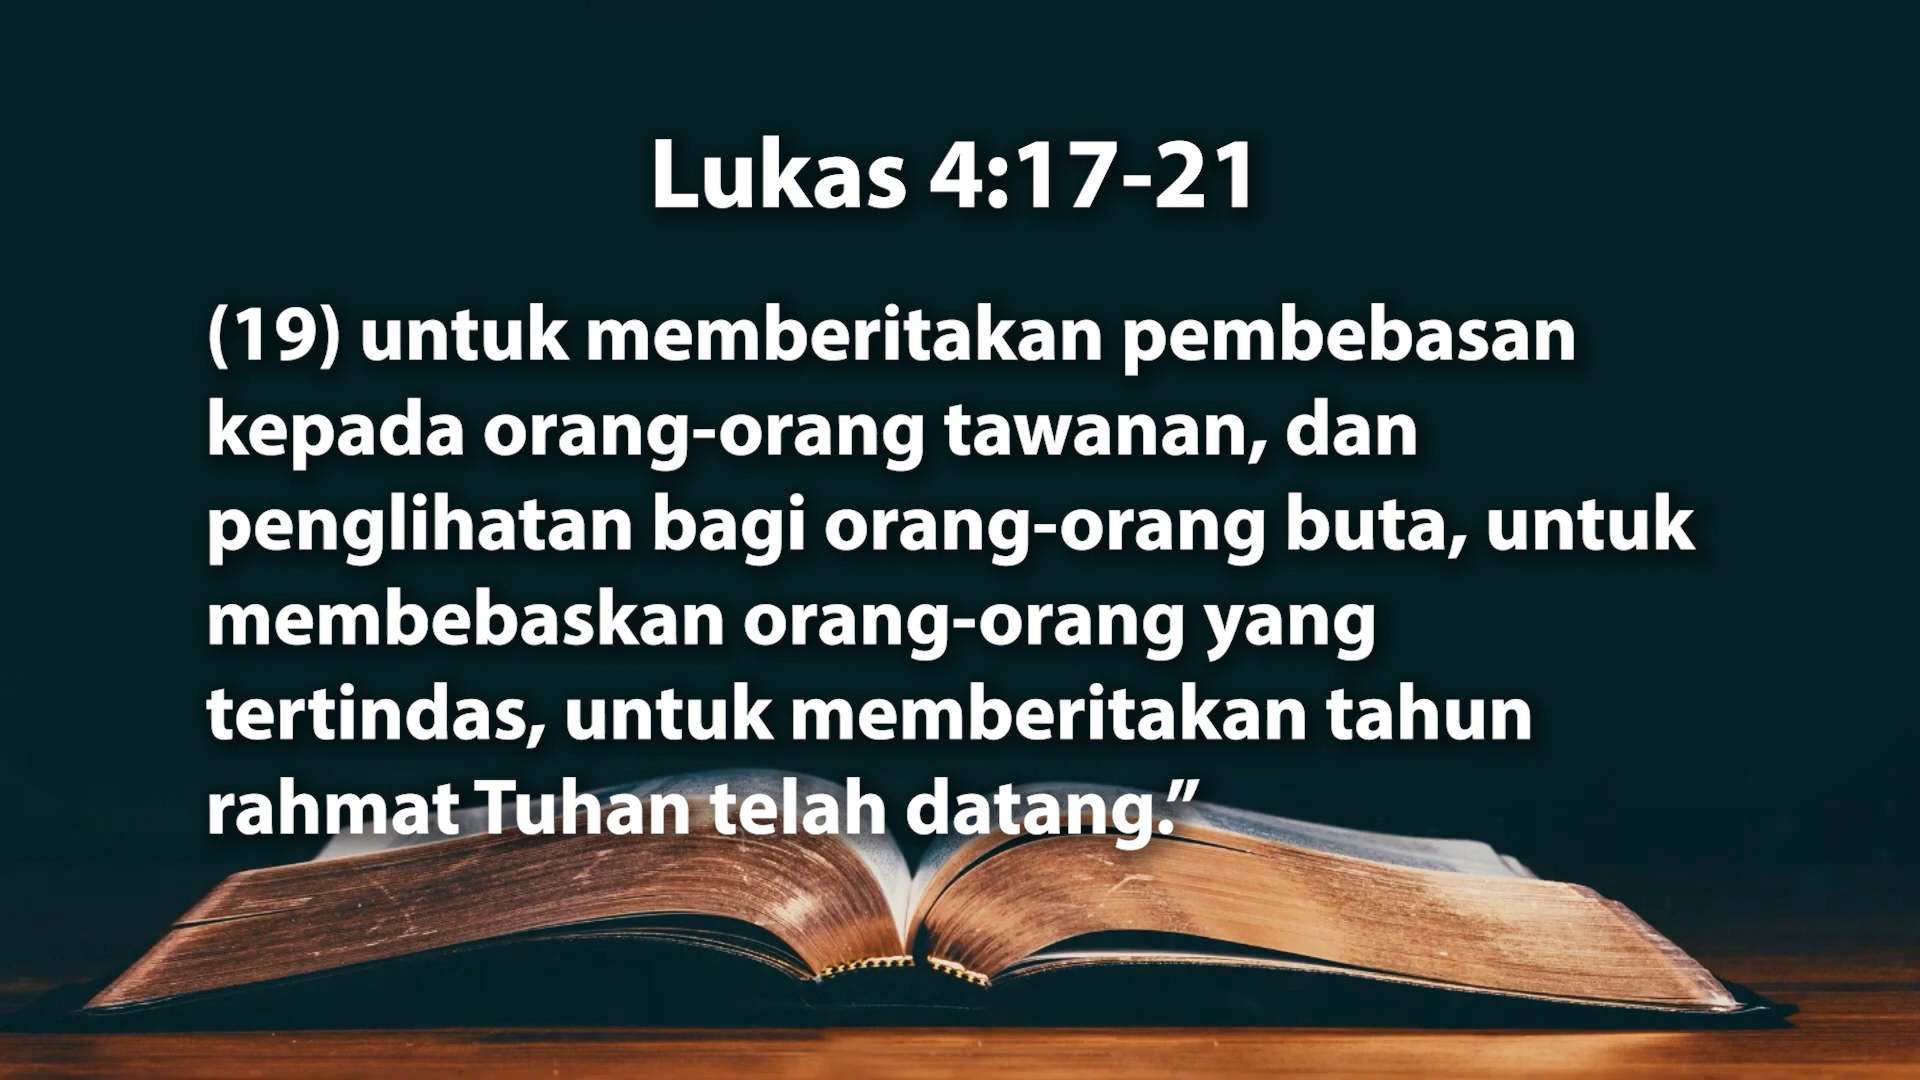 Lukas 4:17-21
(19) untuk memberitakan pembebasan
kepada orang-orang tawanan, dan
penglihatan bagi orang-orang buta, untuk
membebaskan orang-orang yang
tertindas, untuk memberitakan tahun
rahmat Tuhan telah datang.”